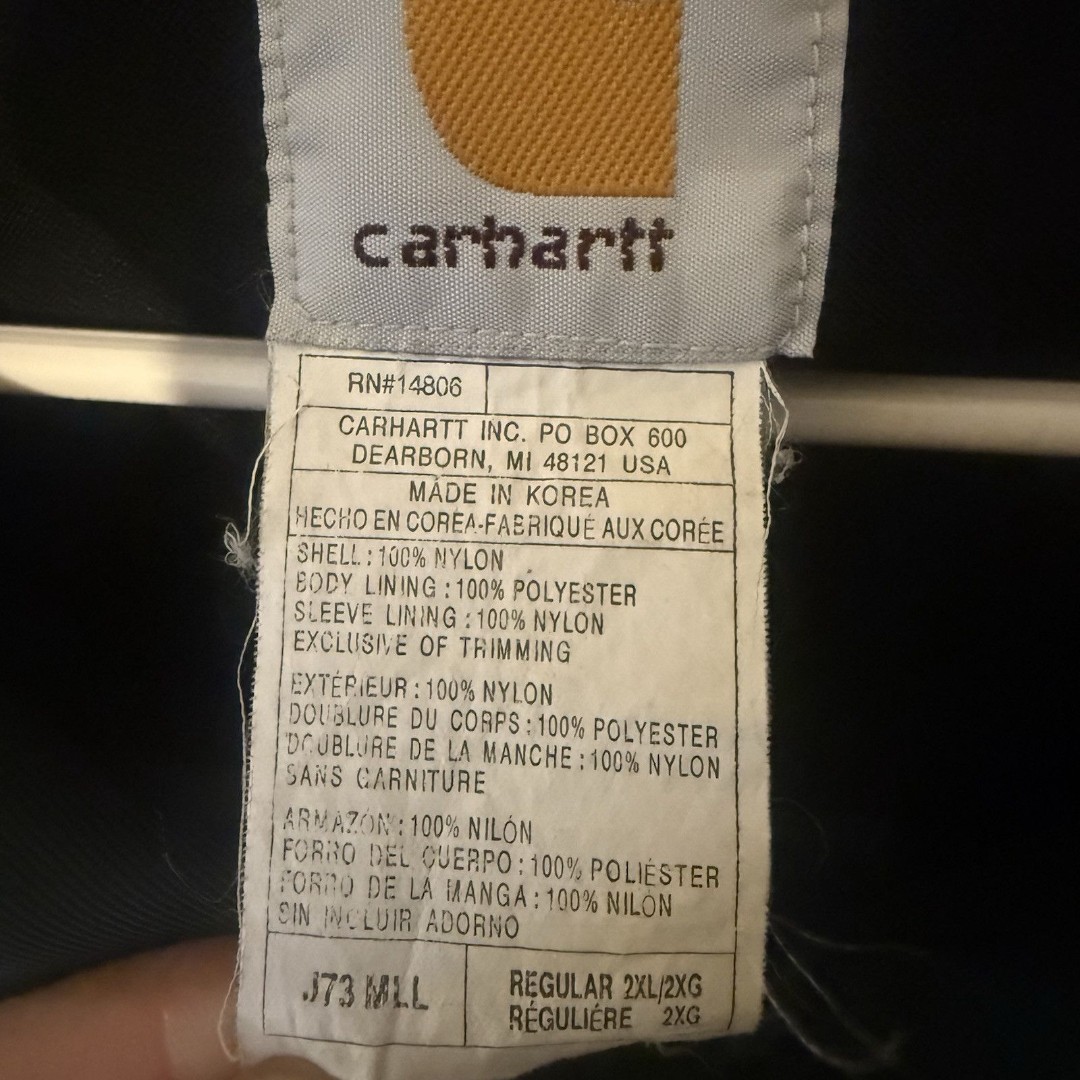 carhartt
RN#14806
CARHARTT INC. PO BOX 600
DEARBORN, MI 48121 USA
MADE IN KOREA
HECHO EN CORÉA-FABRIQUÉ AUX CORÉE
SHELL : 100% NYLON
BODY LINING : 100% POLYESTER
SLEEVE LINING : 100% NYLON
EXCLUSIVE OF TRIMMING
EXTÉRIEUR : 100% NYLON
DOUBLURE DU CORPS : 100% POLYESTER
DOUBLURE DE LA MANCHE : 100% NYLON
SANS GARNITURE
ARMAZÓN : 100% NILÓN
FORRO DEL CUERPO : 100% POLIÉSTER
FORRO DE LA MANGA : 100% NILÓN
SIN INCLUIR ADORNO
J73 MLL
REGULAR 2XL/2XG
RÉGULIÉRE 2XG